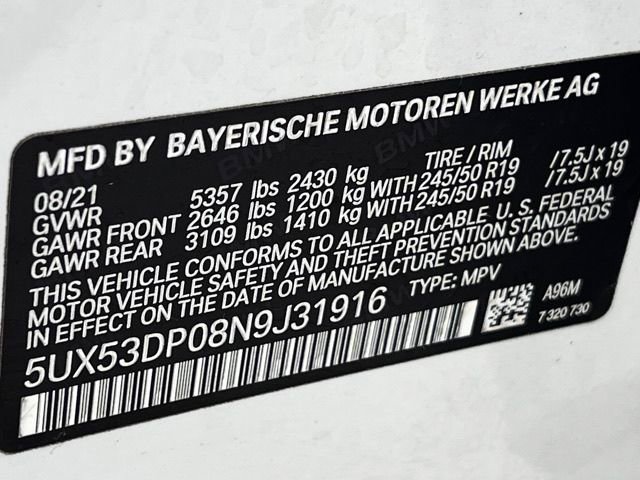 MFD BY BAYERISCHE MOTOREN WERKE AG
08/21 TIRE / RIM
GVWR 5357 lbs 2430 kg
GAWR FRONT 2646 lbs 1200 kg WITH 245/50 R19 /7.5J x 19
GAWR REAR 3109 lbs 1410 kg WITH 245/50 R19 /7.5J x 19
THIS VEHICLE CONFORMS TO ALL APPLICABLE U. S. FEDERAL
MOTOR VEHICLE SAFETY AND THEFT PREVENTION STANDARDS
IN EFFECT ON THE DATE OF MANUFACTURE SHOWN ABOVE.
5UX53DP08N9J31916 TYPE: MPV
A96M
7 320 730